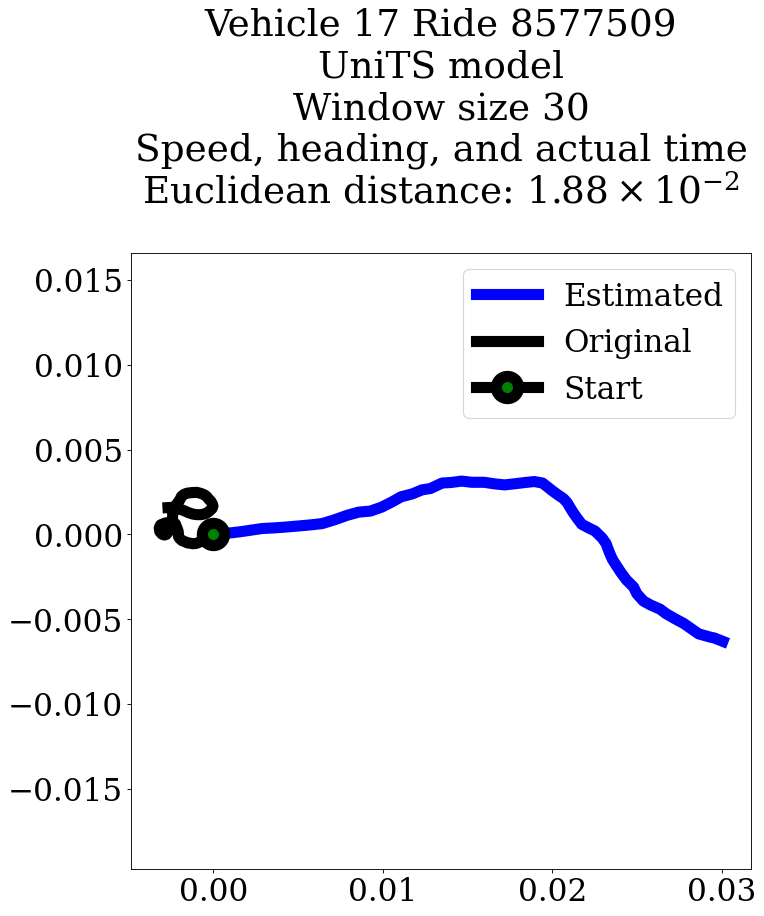 Vehicle 17 Ride 8577509
UniTS model
Window size 30
Speed, heading, and actual time
Euclidean distance: 1.88 × 10⁻²
Estimated
Original
Start
0.015
0.010
0.005
0.000
−0.005
−0.010
−0.015
0.00 0.01 0.02 0.03